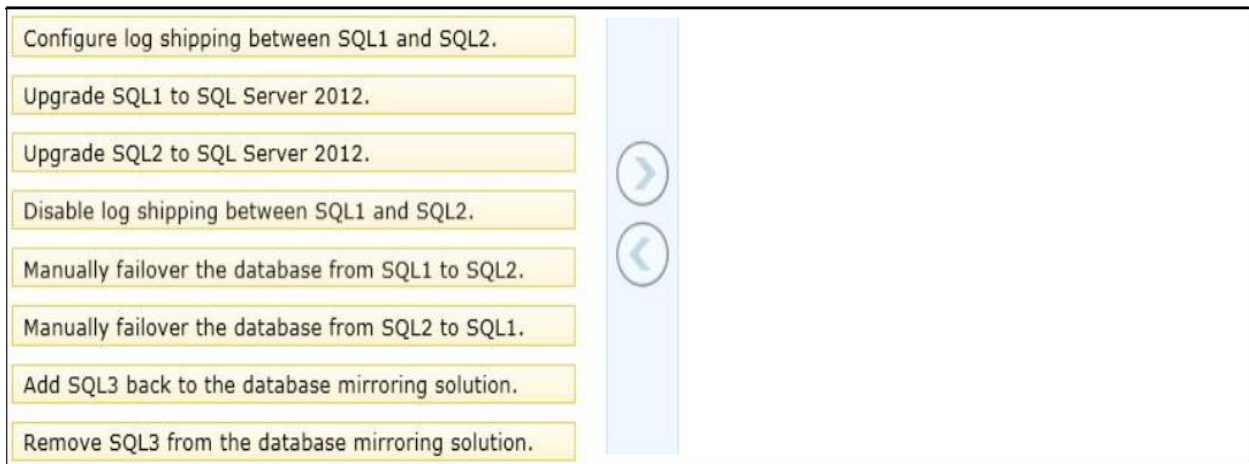 Configure log shipping between SQL1 and SQL2.
Upgrade SQL1 to SQL Server 2012.
Upgrade SQL2 to SQL Server 2012.
Disable log shipping between SQL1 and SQL2.
Manually failover the database from SQL1 to SQL2.
Manually failover the database from SQL2 to SQL1.
Add SQL3 back to the database mirroring solution.
Remove SQL3 from the database mirroring solution.